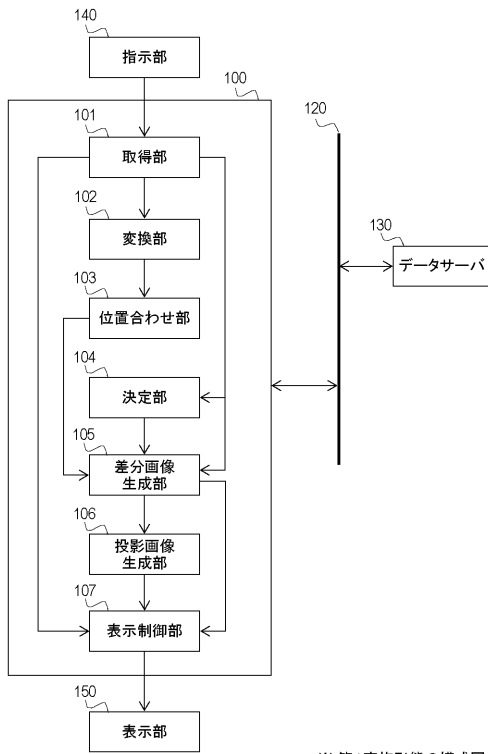 140
指示部
100
101
取得部
120
102
変換部
130
データサーバ
103
位置合わせ部
104
決定部
105
差分画像
生成部
106
投影画像
生成部
107
表示制御部
150
表示部